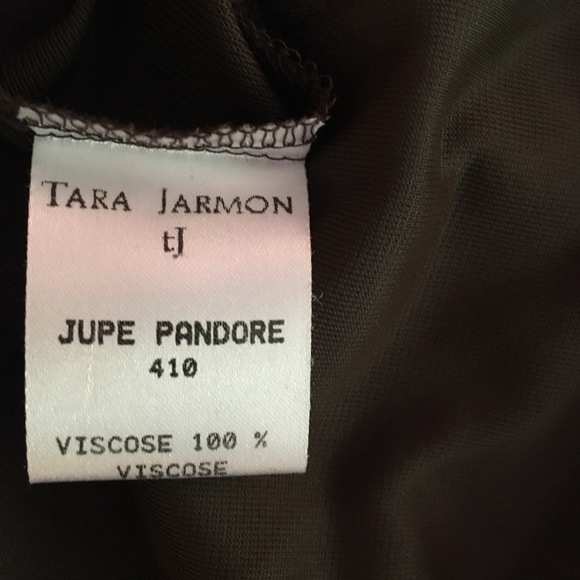 TARA JARMON
tJ
JUPE PANDORE
410
VISCOSE 100 %
VISCOSE